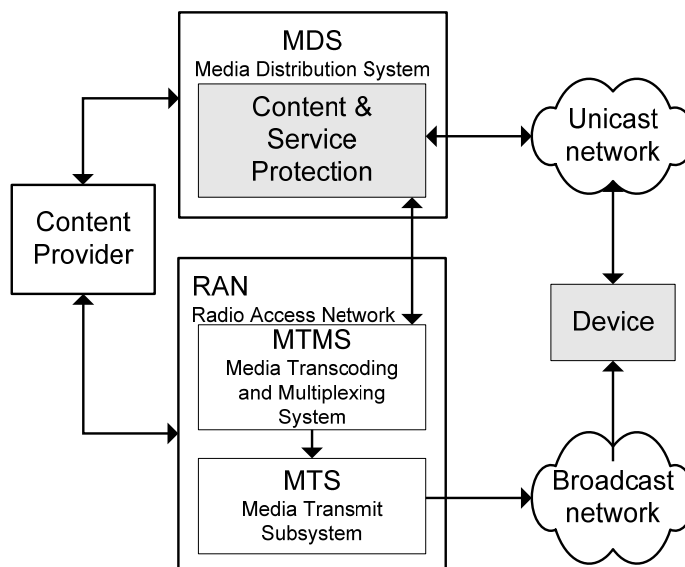 MDS
Media Distribution System
Content &
Service
Protection
Unicast
network
Content
Provider
RAN
Radio Access Network
MTMS
Media Transcoding
and Multiplexing
System
Device
MTS
Media Transmit
Subsystem
Broadcast
network